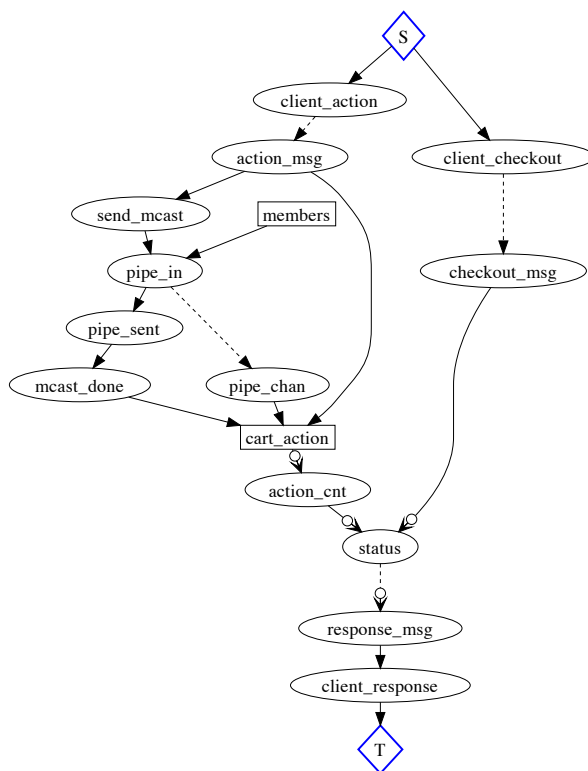 S
client_action
action_msg
client_checkout
send_mcast
members
pipe_in
checkout_msg
pipe_sent
mcast_done
pipe_chan
cart_action
action_cnt
status
response_msg
client_response
T